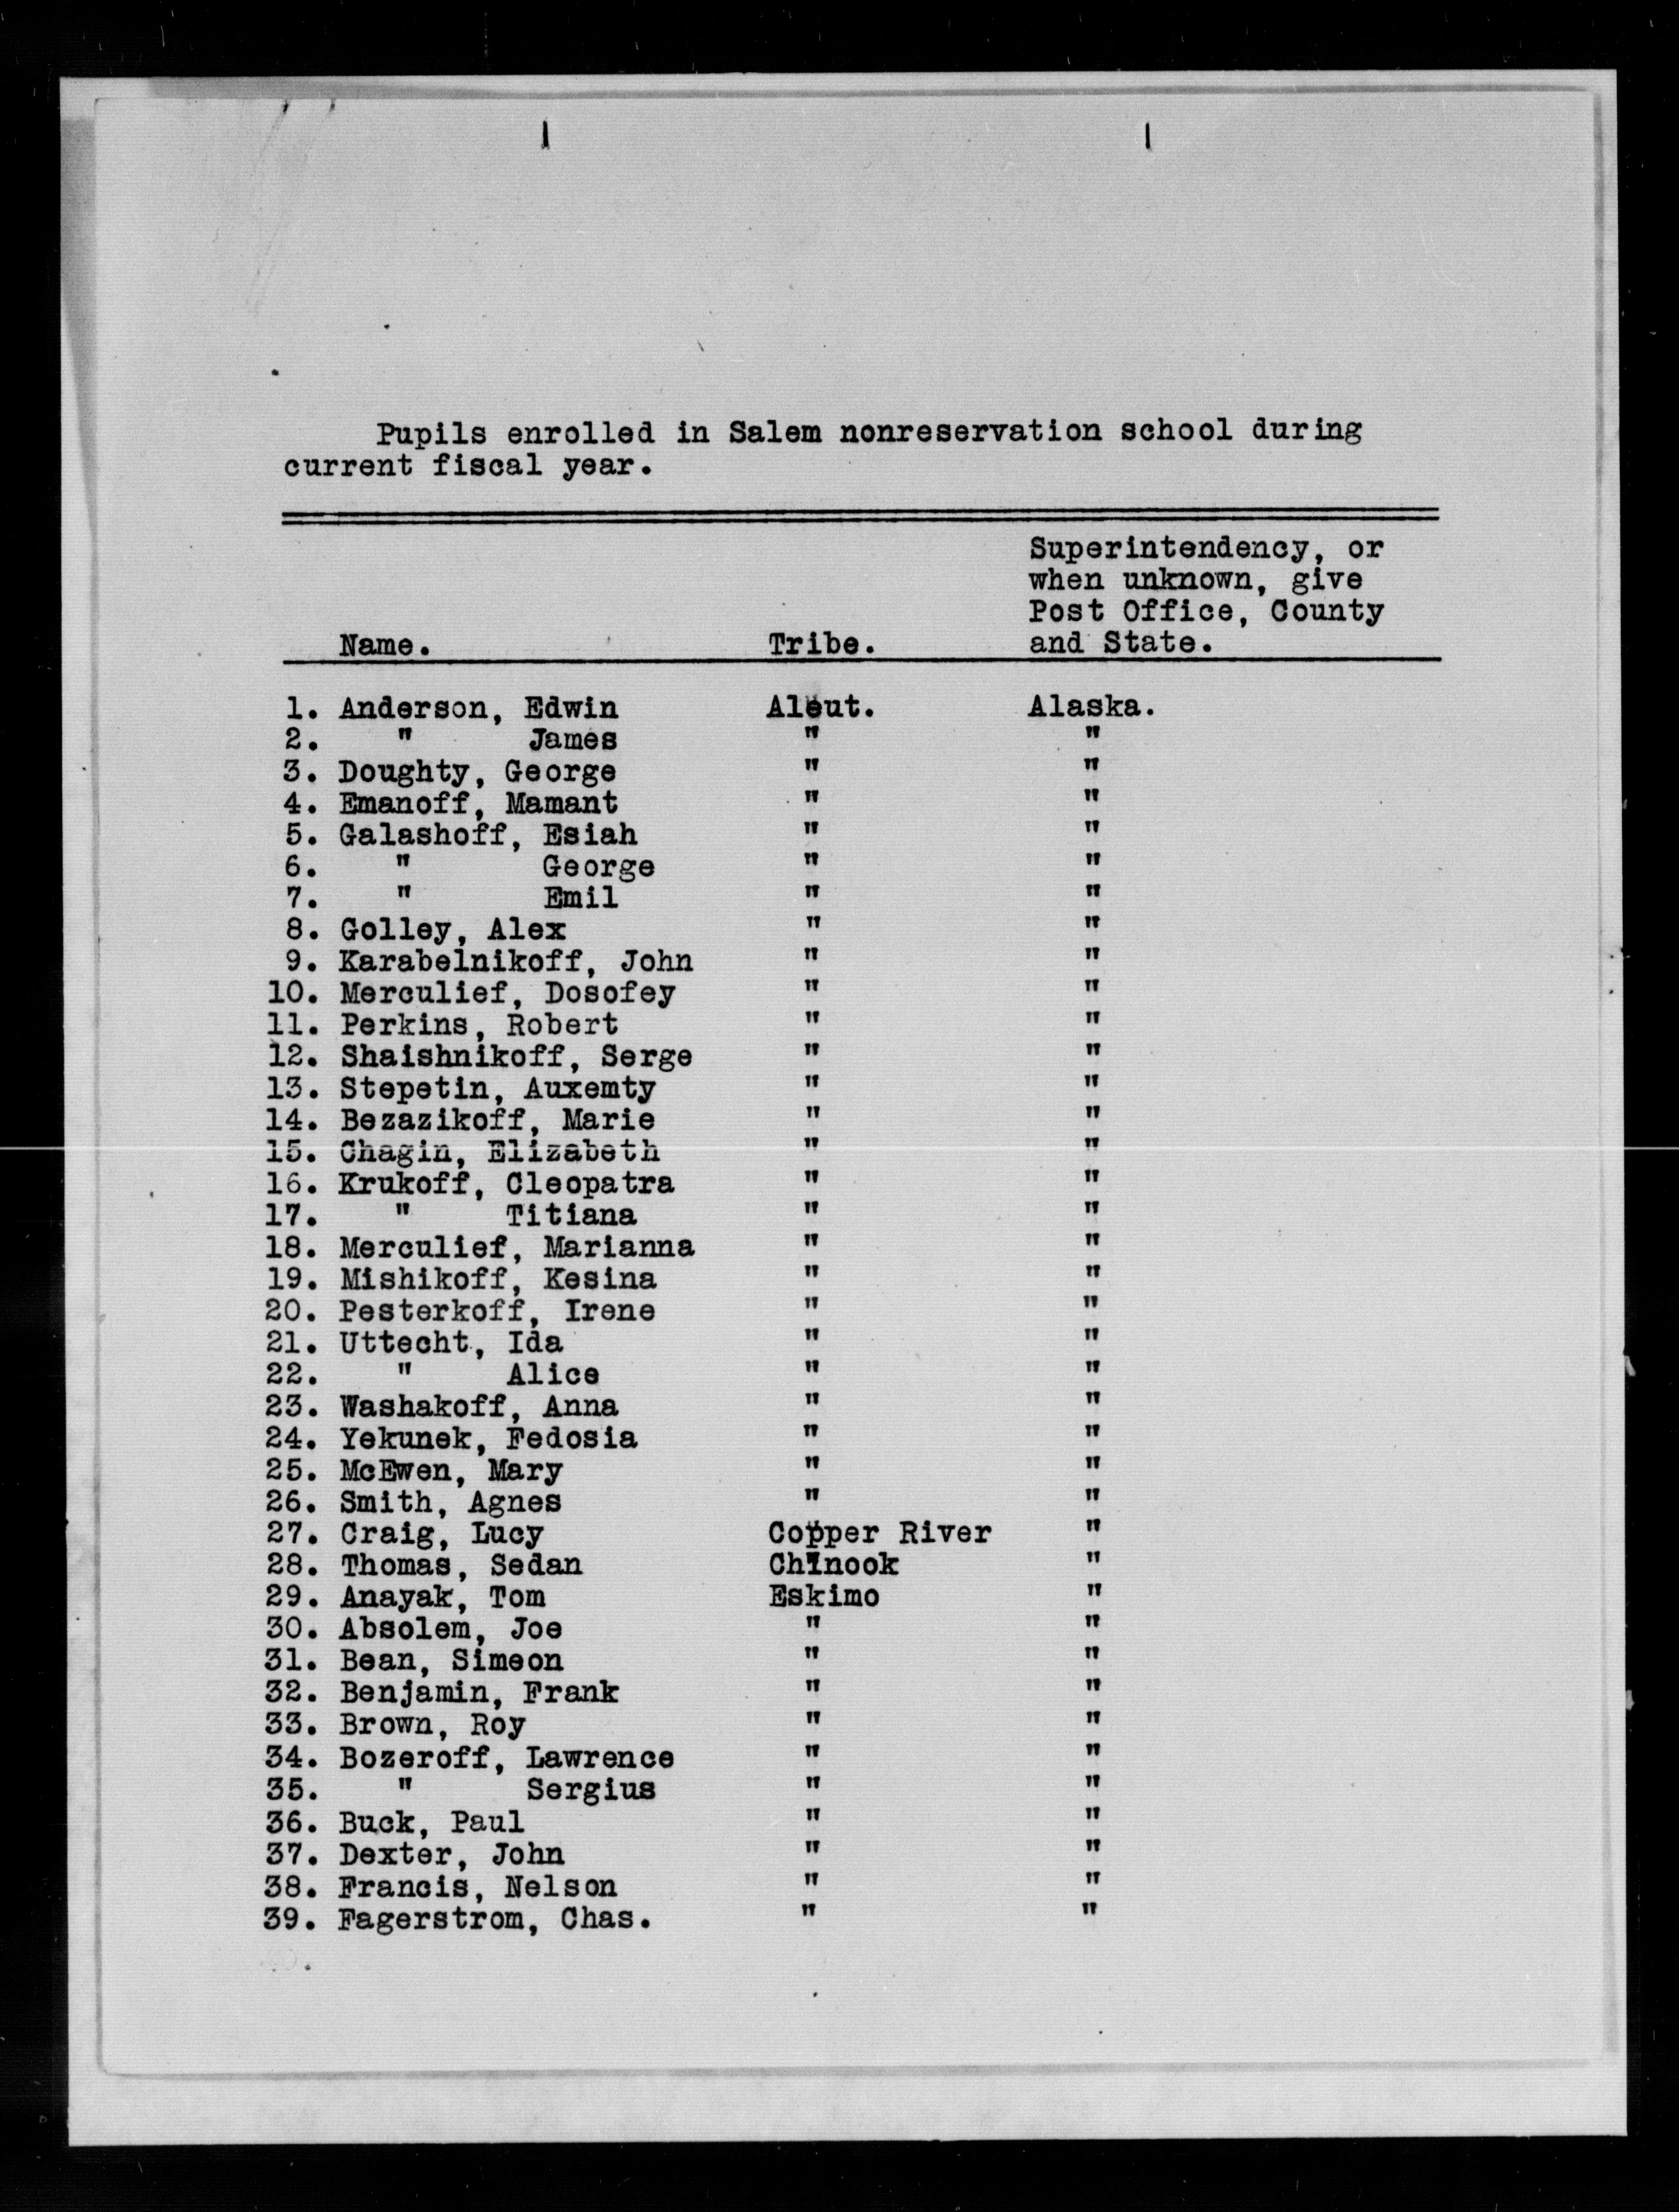 Pupils enrolled in Salem nonreservation school during
current fiscal year.
Superintendency, or
when unknown, give
Post Office, County
Name. Tribe. and State.
1. Anderson, Edwin Aleut. Alaska.
2. " James " "
3. Doughty, George " "
4. Emanoff, Mamant " "
5. Galashoff, Esiah " "
6. " George " "
7. " Emil " "
8. Golley, Alex " "
9. Karabelnikoff, John " "
10. Merculief, Dosofey " "
11. Perkins, Robert " "
12. Shaishnikoff, Serge " "
13. Stepetin, Auxemty " "
14. Bezazikoff, Marie " "
15. Chagin, Elizabeth " "
16. Krukoff, Cleopatra " "
17. " Titiana " "
18. Merculief, Marianna " "
19. Mishikoff, Kesina " "
20. Pesterkoff, Irene " "
21. Uttecht, Ida " "
22. " Alice " "
23. Washakoff, Anna " "
24. Yekunek, Fedosia " "
25. McEwen, Mary " "
26. Smith, Agnes " "
27. Craig, Lucy Copper River "
28. Thomas, Sedan Chinook "
29. Anayak, Tom Eskimo "
30. Absolem, Joe " "
31. Bean, Simeon " "
32. Benjamin, Frank " "
33. Brown, Roy " "
34. Bozeroff, Lawrence " "
35. " Sergius " "
36. Buck, Paul " "
37. Dexter, John " "
38. Francis, Nelson " "
39. Fagerstrom, Chas. " "